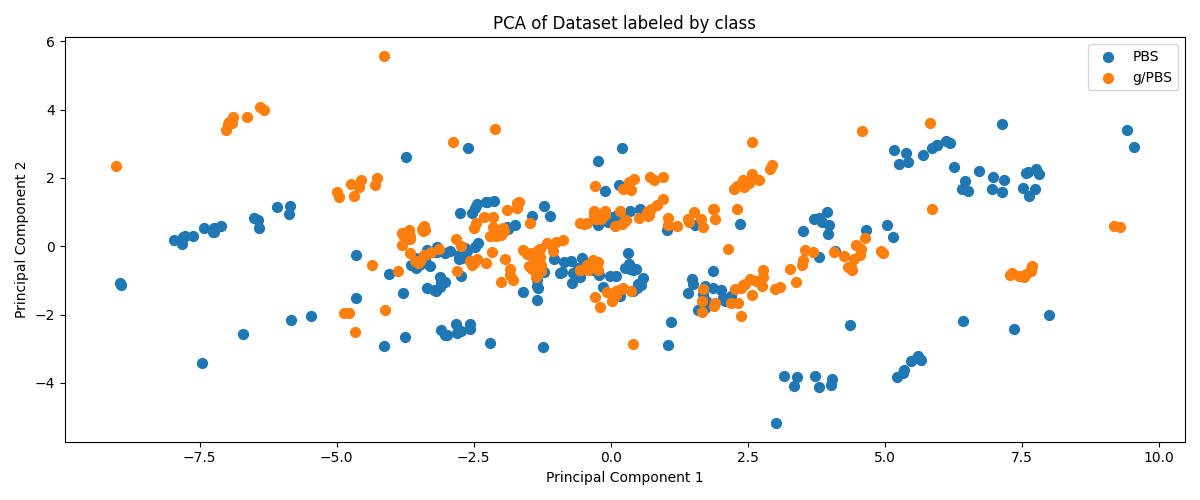 PCA of Dataset labeled by class
PBS
g/PBS
6
4
2
0
−2
−4
Principal Component 2
−7.5 −5.0 −2.5 0.0 2.5 5.0 7.5 10.0
Principal Component 1